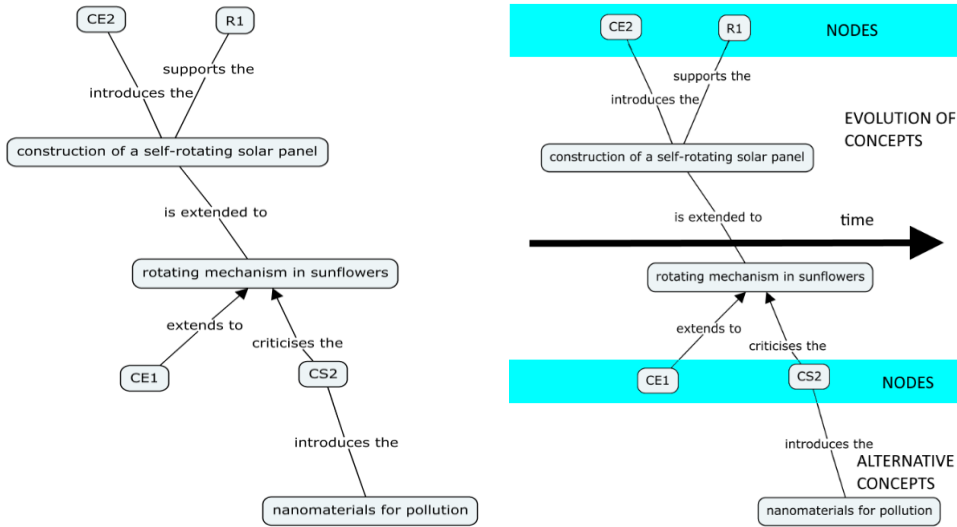 CE2
R1
supports the
introduces the
construction of a self-rotating solar panel
is extended to
rotating mechanism in sunflowers
extends to
criticises the
CE1
CS2
introduces the
nanomaterials for pollution
CE2
R1
NODES
supports the
introduces the
EVOLUTION OF
CONCEPTS
construction of a self-rotating solar panel
is extended to
time
rotating mechanism in sunflowers
extends to
criticises the
CE1
CS2
NODES
introduces the
ALTERNATIVE
CONCEPTS
nanomaterials for pollution